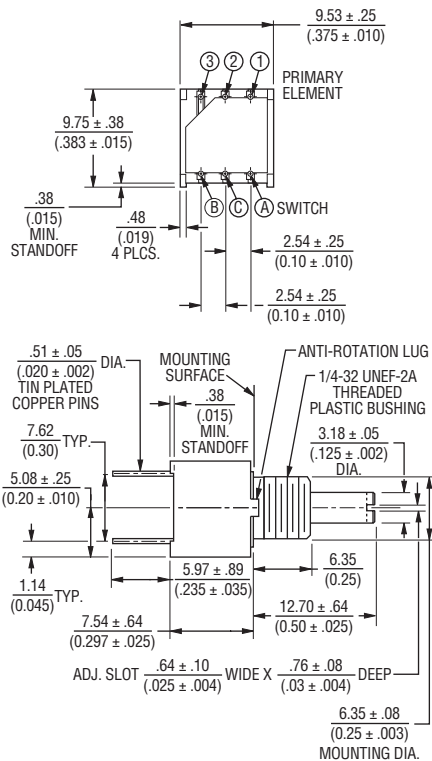 9.53 ± .25
(.375 ± .010)
3 2 1
PRIMARY
ELEMENT
9.75 ± .38
(.383 ± .015)
.38
(.015)
MIN.
STANDOFF
B C A SWITCH
.48
(.019)
4 PLCS.
2.54 ± .25
(0.10 ± .010)
2.54 ± .25
(0.10 ± .010)
.51 ± .05
(.020 ± .002)
DIA.
TIN PLATED
COPPER PINS
MOUNTING
SURFACE
ANTI-ROTATION LUG
1/4-32 UNEF-2A
THREADED
PLASTIC BUSHING
.38
(.015)
MIN.
STANDOFF
7.62
(0.30)
TYP.
3.18 ± .05
(.125 ± .002)
DIA.
5.08 ± .25
(0.20 ± .010)
1.14
(0.045)
TYP.
5.97 ± .89
(.235 ± .035)
6.35
(0.25)
7.54 ± .64
(0.297 ± .025)
12.70 ± .64
(0.50 ± .025)
ADJ. SLOT .64 ± .10 WIDE X .76 ± .08 DEEP
(.025 ± .004) (.03 ± .004)
6.35 ± .08
(0.25 ± .003)
MOUNTING DIA.